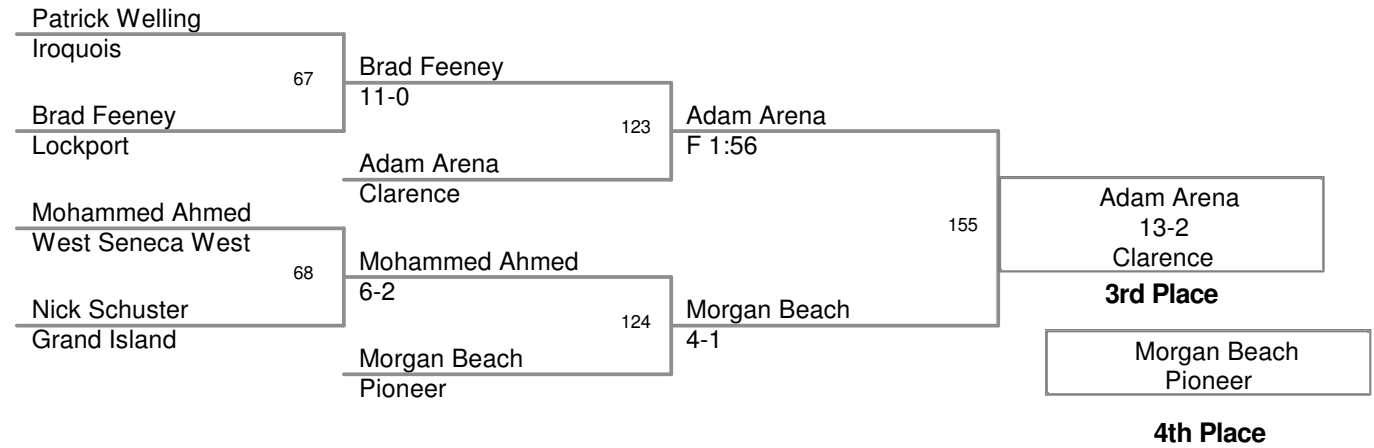 Patrick Welling
Iroquois
67
Brad Feeney
11-0
Brad Feeney
Lockport
123
Adam Arena
F 1:56
Adam Arena
Clarence
Mohammed Ahmed
West Seneca West
68
Mohammed Ahmed
6-2
Nick Schuster
Grand Island
124
Morgan Beach
4-1
Morgan Beach
Pioneer
155
Adam Arena
13-2
Clarence
3rd Place
Morgan Beach
Pioneer
4th Place